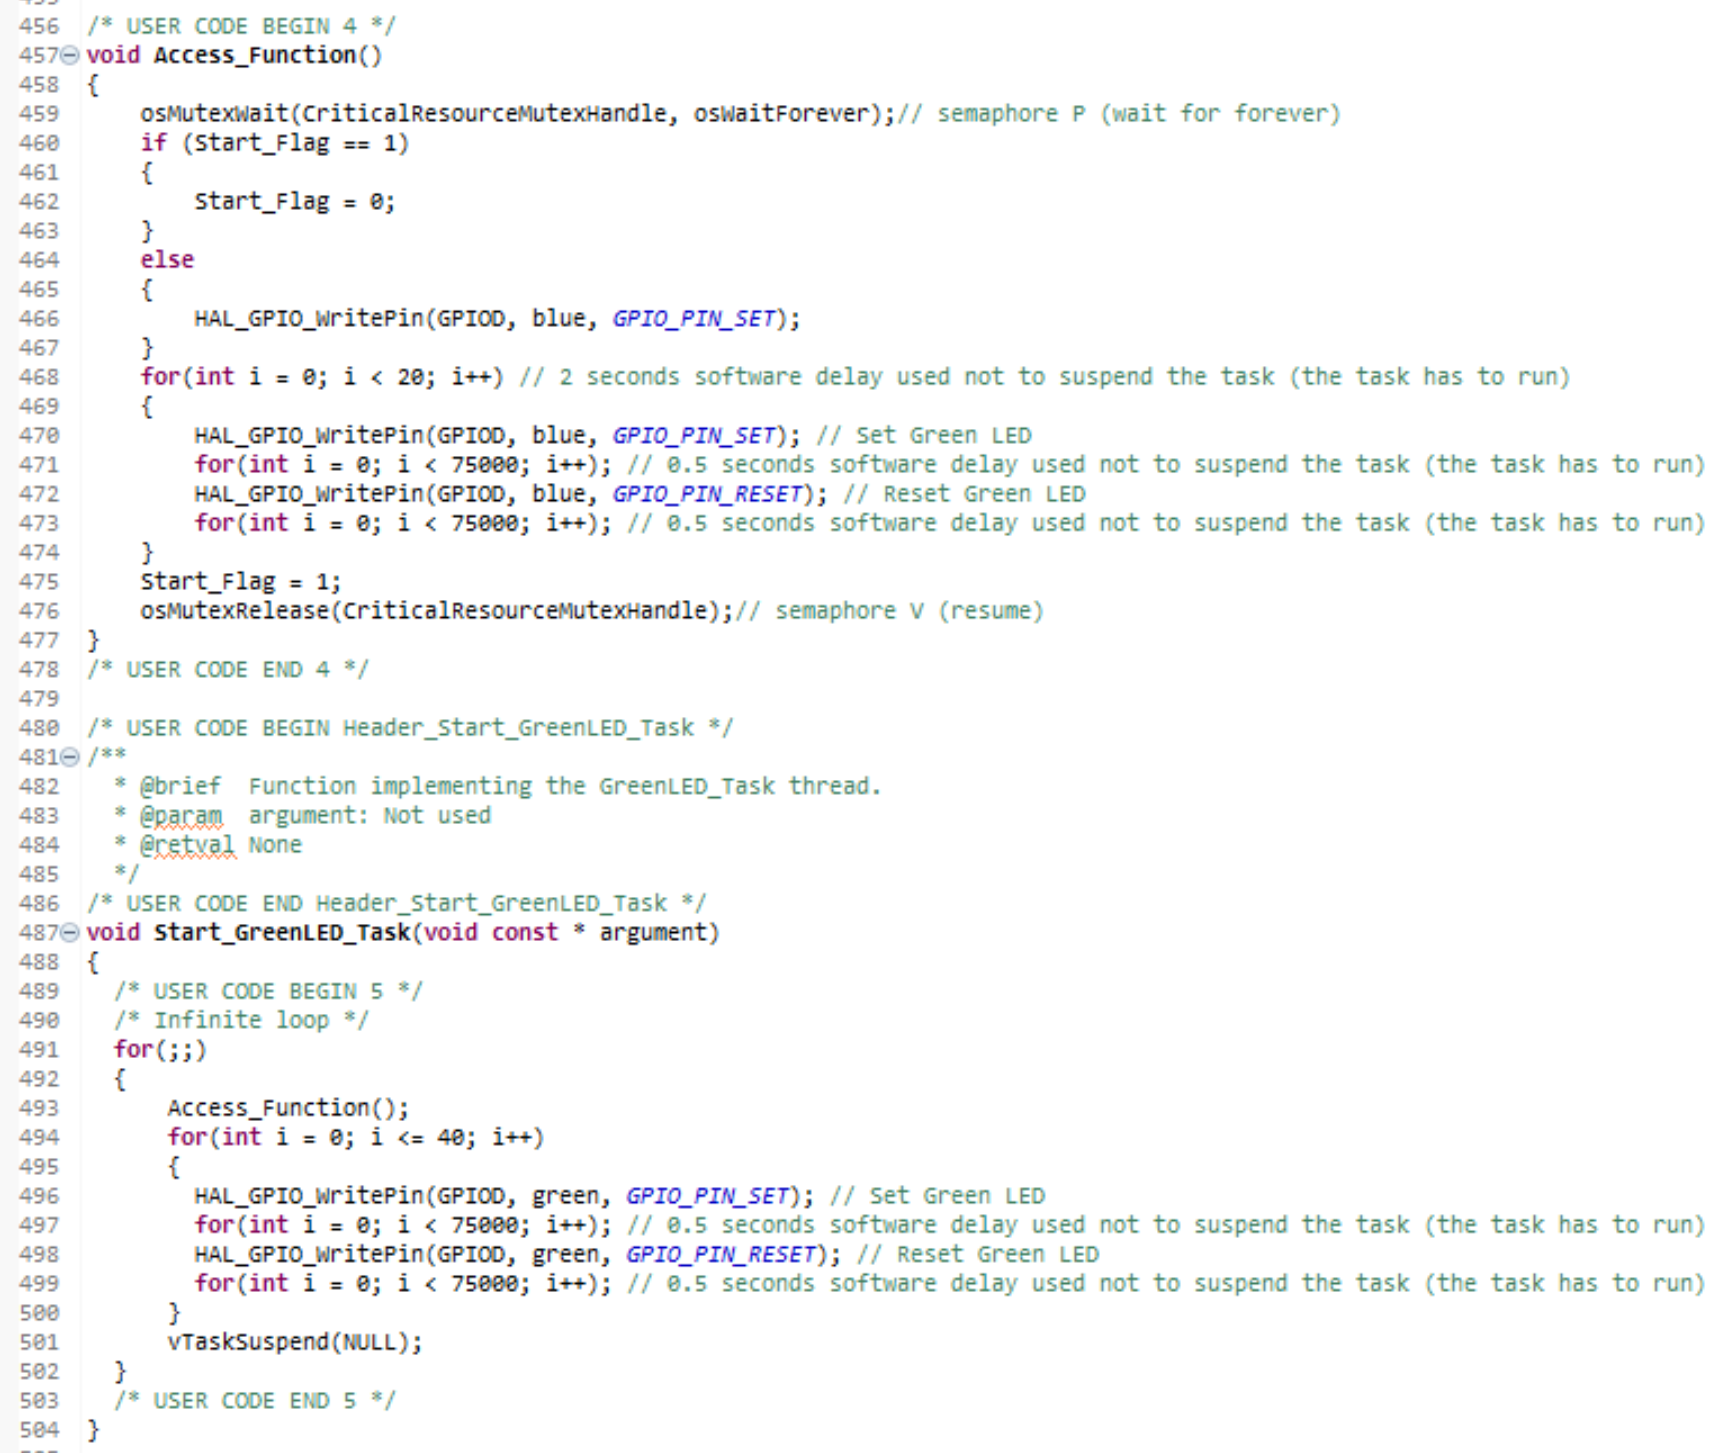 456 /* USER CODE BEGIN 4 */
457 void Access_Function()
458 {
459     osMutexWait(CriticalResourceMutexHandle, osWaitForever);// semaphore P (wait for forever)
460     if (Start_Flag == 1)
461     {
462         Start_Flag = 0;
463     }
464     else
465     {
466         HAL_GPIO_WritePin(GPIOD, blue, GPIO_PIN_SET);
467     }
468     for(int i = 0; i < 20; i++) // 2 seconds software delay used not to suspend the task (the task has to run)
469     {
470         HAL_GPIO_WritePin(GPIOD, blue, GPIO_PIN_SET); // Set Green LED
471         for(int i = 0; i < 75000; i++); // 0.5 seconds software delay used not to suspend the task (the task has to run)
472         HAL_GPIO_WritePin(GPIOD, blue, GPIO_PIN_RESET); // Reset Green LED
473         for(int i = 0; i < 75000; i++); // 0.5 seconds software delay used not to suspend the task (the task has to run)
474     }
475     Start_Flag = 1;
476     osMutexRelease(CriticalResourceMutexHandle);// semaphore V (resume)
477 }
478 /* USER CODE END 4 */
479
480 /* USER CODE BEGIN Header_Start_GreenLED_Task */
481 /**
482   * @brief  Function implementing the GreenLED_Task thread.
483   * @param  argument: Not used
484   * @retval None
485   */
486 /* USER CODE END Header_Start_GreenLED_Task */
487 void Start_GreenLED_Task(void const * argument)
488 {
489   /* USER CODE BEGIN 5 */
490   /* Infinite loop */
491   for(;;)
492   {
493       Access_Function();
494       for(int i = 0; i <= 40; i++)
495       {
496         HAL_GPIO_WritePin(GPIOD, green, GPIO_PIN_SET); // Set Green LED
497         for(int i = 0; i < 75000; i++); // 0.5 seconds software delay used not to suspend the task (the task has to run)
498         HAL_GPIO_WritePin(GPIOD, green, GPIO_PIN_RESET); // Reset Green LED
499         for(int i = 0; i < 75000; i++); // 0.5 seconds software delay used not to suspend the task (the task has to run)
500       }
501       vTaskSuspend(NULL);
502   }
503   /* USER CODE END 5 */
504 }